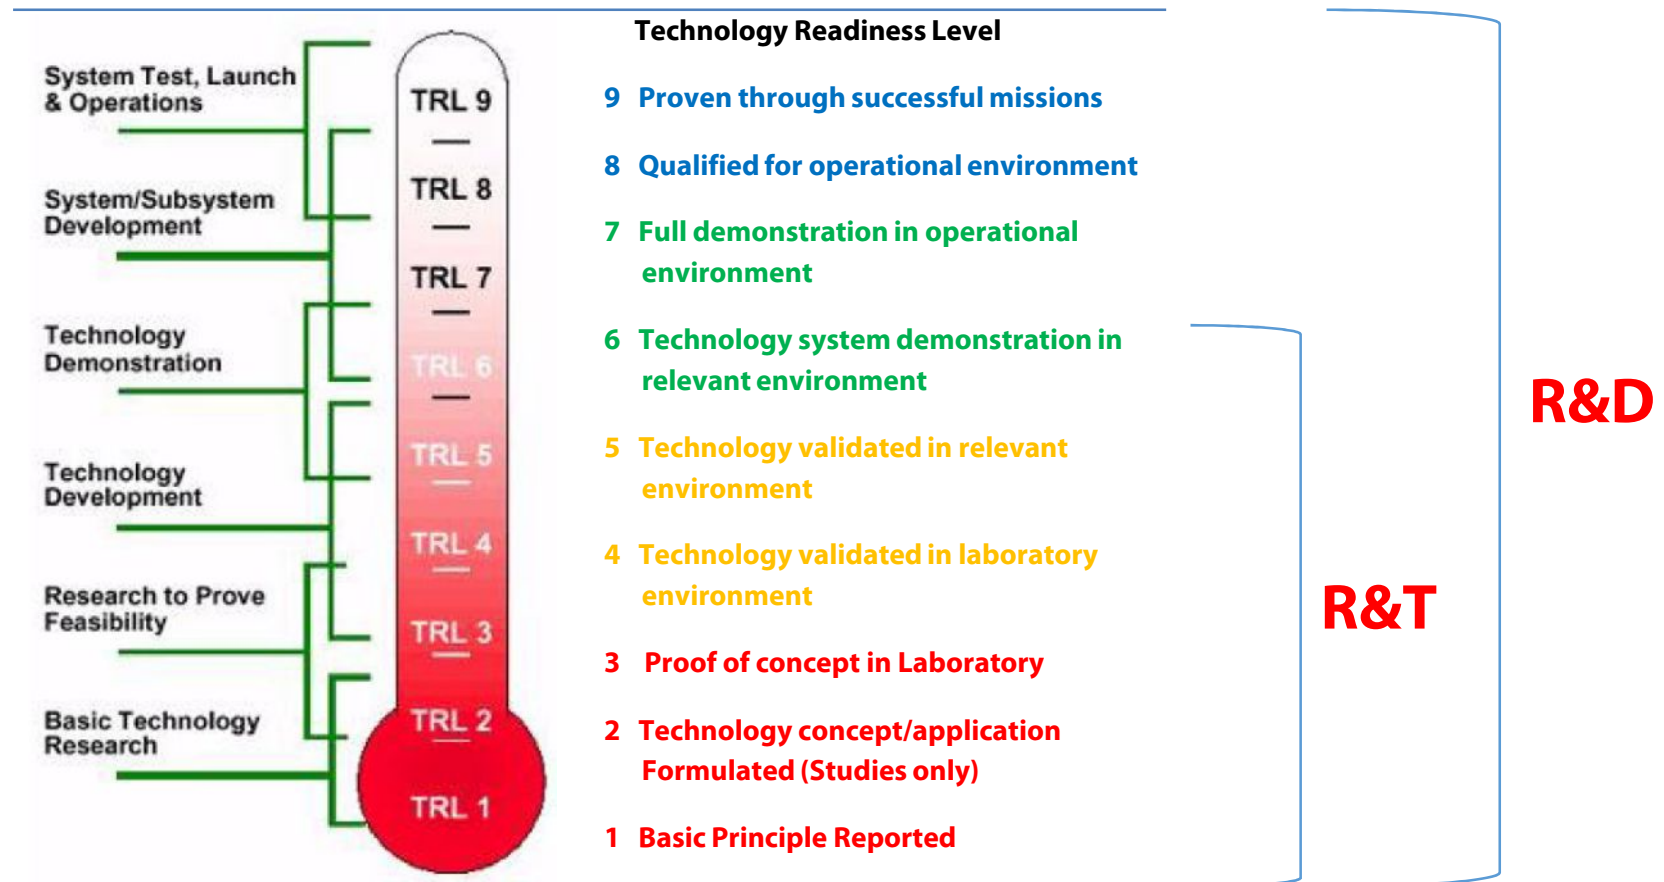 Technology Readiness Level
System Test, Launch
& Operations
System/Subsystem
Development
Technology
Demonstration
Technology
Development
Research to Prove
Feasibility
Basic Technology
Research
TRL 9
TRL 8
TRL 7
TRL 6
TRL 5
TRL 4
TRL 3
TRL 2
TRL 1
9 Proven through successful missions
8 Qualified for operational environment
7 Full demonstration in operational
environment
6 Technology system demonstration in
relevant environment
5 Technology validated in relevant
environment
4 Technology validated in laboratory
environment
3 Proof of concept in Laboratory
2 Technology concept/application
Formulated (Studies only)
1 Basic Principle Reported
R&T
R&D